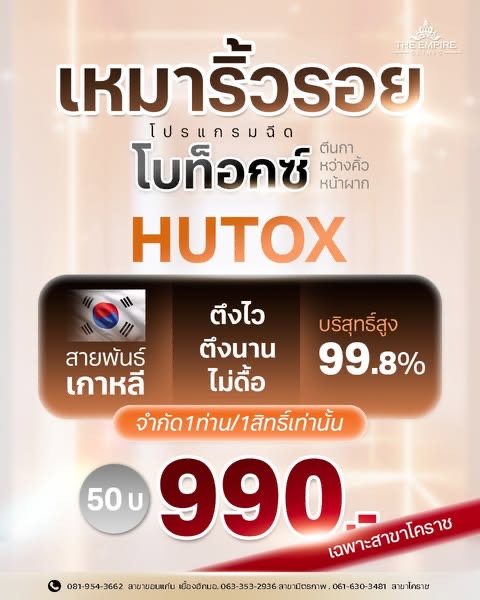 THE EMPIRE
CLINIC
เหมาริ้วรอย
โปรแกรมฉีด
โบท็อกซ์
ตีนกา
หว่างคิ้ว
หน้าผาก
HUTOX
สายพันธุ์
เกาหลี
ตึงไว
ตึงนาน
ไม่ดื้อ
บริสุทธิ์สูง
99.8%
จำกัด1ท่าน/1สิทธิ์เท่านั้น
50 U
990.-
เฉพาะสาขาโคราช
081-954-3662 สาขาขอนแก่น เยื้องฮักมอ, 063-353-2936 สาขามิตรภาพ , 061-630-3481 สาขาโคราช